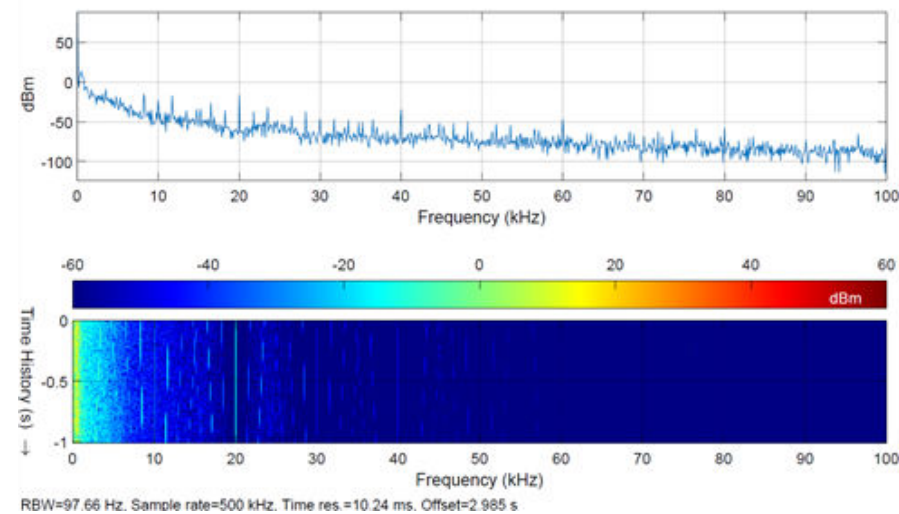 50
0
-50
-100
dBm
0 10 20 30 40 50 60 70 80 90 100
Frequency (kHz)
-60 -40 -20 0 20 40 60
dBm
Time History (s) →
0
-0.5
-1
0 10 20 30 40 50 60 70 80 90 100
Frequency (kHz)
RBW=97.66 Hz, Sample rate=500 kHz, Time res.=10.24 ms, Offset=2.985 s